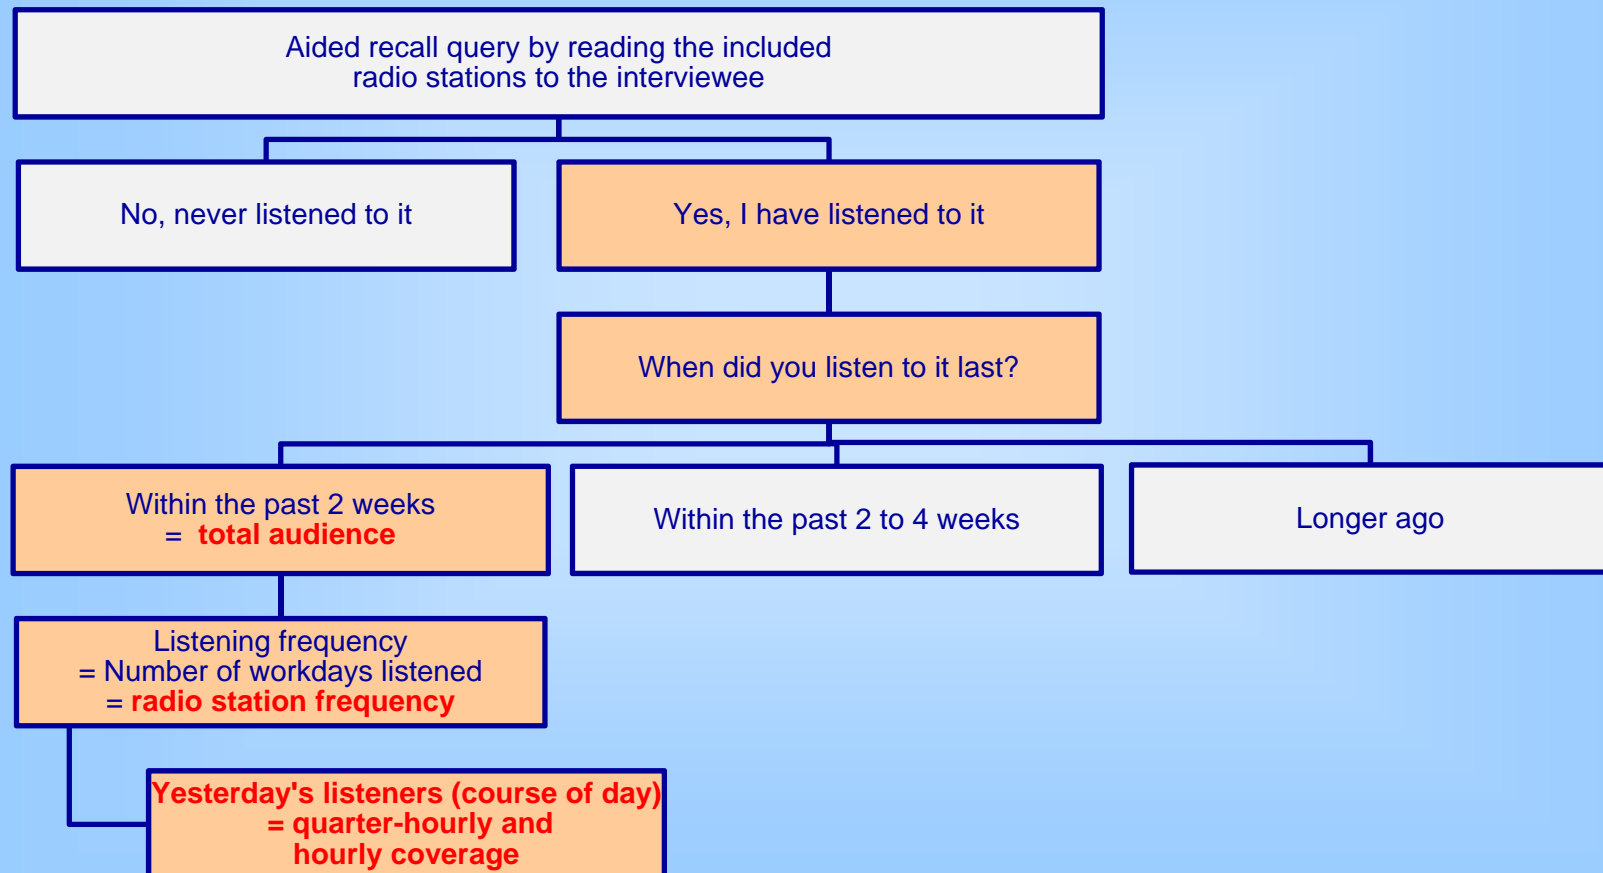 Aided recall query by reading the included
radio stations to the interviewee
No, never listened to it
Yes, I have listened to it
When did you listen to it last?
Within the past 2 weeks
= total audience
Within the past 2 to 4 weeks
Longer ago
Listening frequency
= Number of workdays listened
= radio station frequency
Yesterday's listeners (course of day)
= quarter-hourly and
hourly coverage